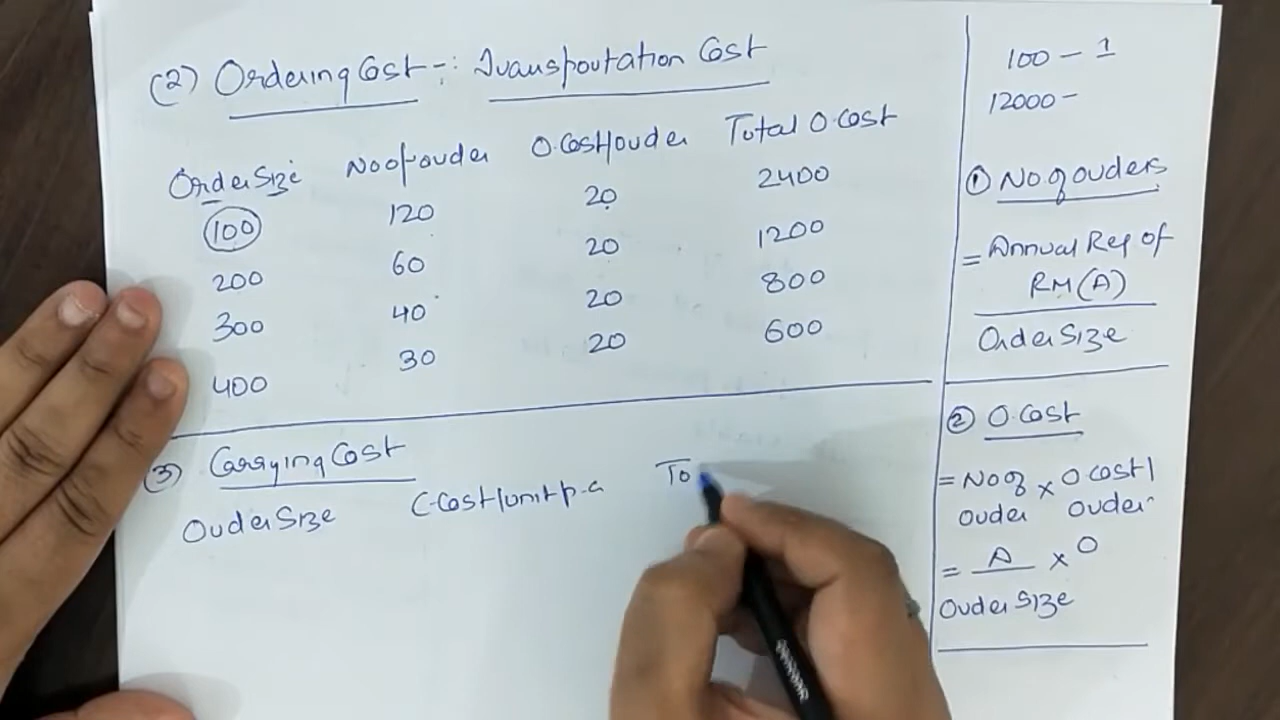 (2) Ordering Cost -: Transportation Cost
Order Size No of order O.Cost/order Total O.Cost
100 120 20 2400
200 60 20 1200
300 40 20 800
400 30 20 600
(3) Carrying Cost
Order Size C.Cost/unit p.a To
100 - 1
12000 -
① No of orders
= Annual Req of
RM (A)
Order Size
② O.Cost
= No of × O cost/
order order
= A × O
Order Size